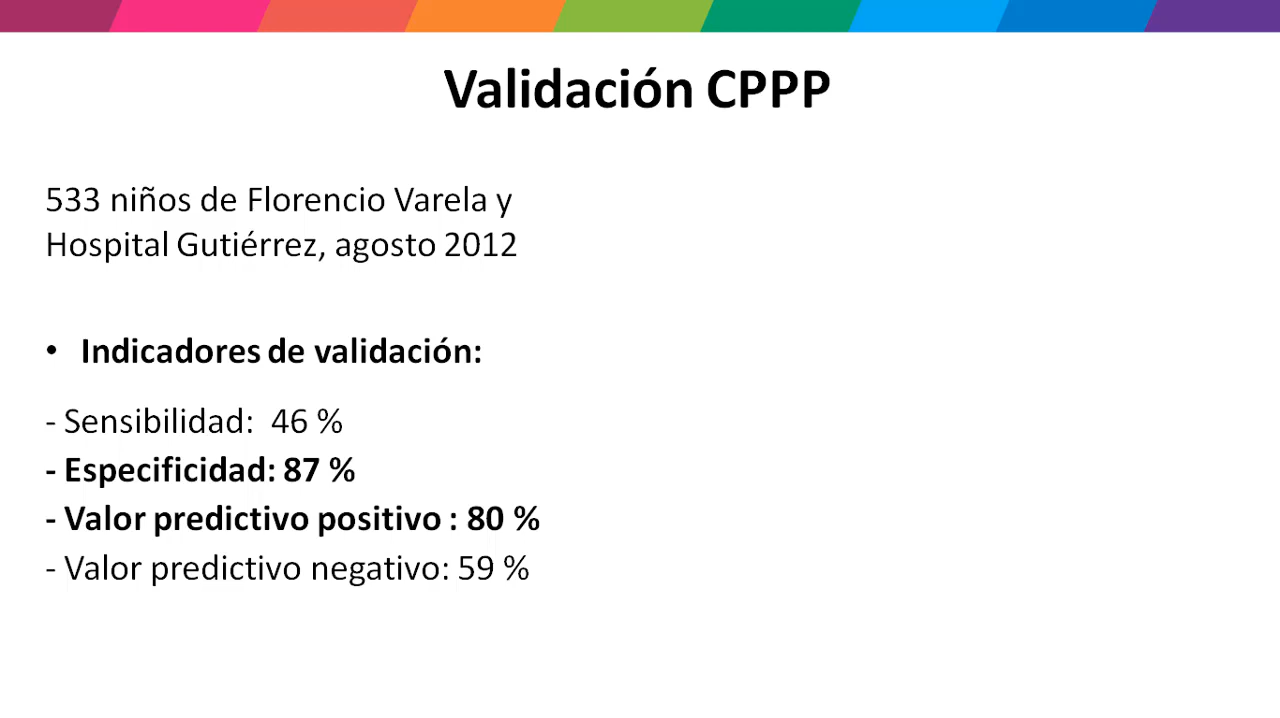 Validación CPPP
533 niños de Florencio Varela y
Hospital Gutiérrez, agosto 2012
• Indicadores de validación:
- Sensibilidad:  46 %
- Especificidad: 87 %
- Valor predictivo positivo : 80 %
- Valor predictivo negativo: 59 %